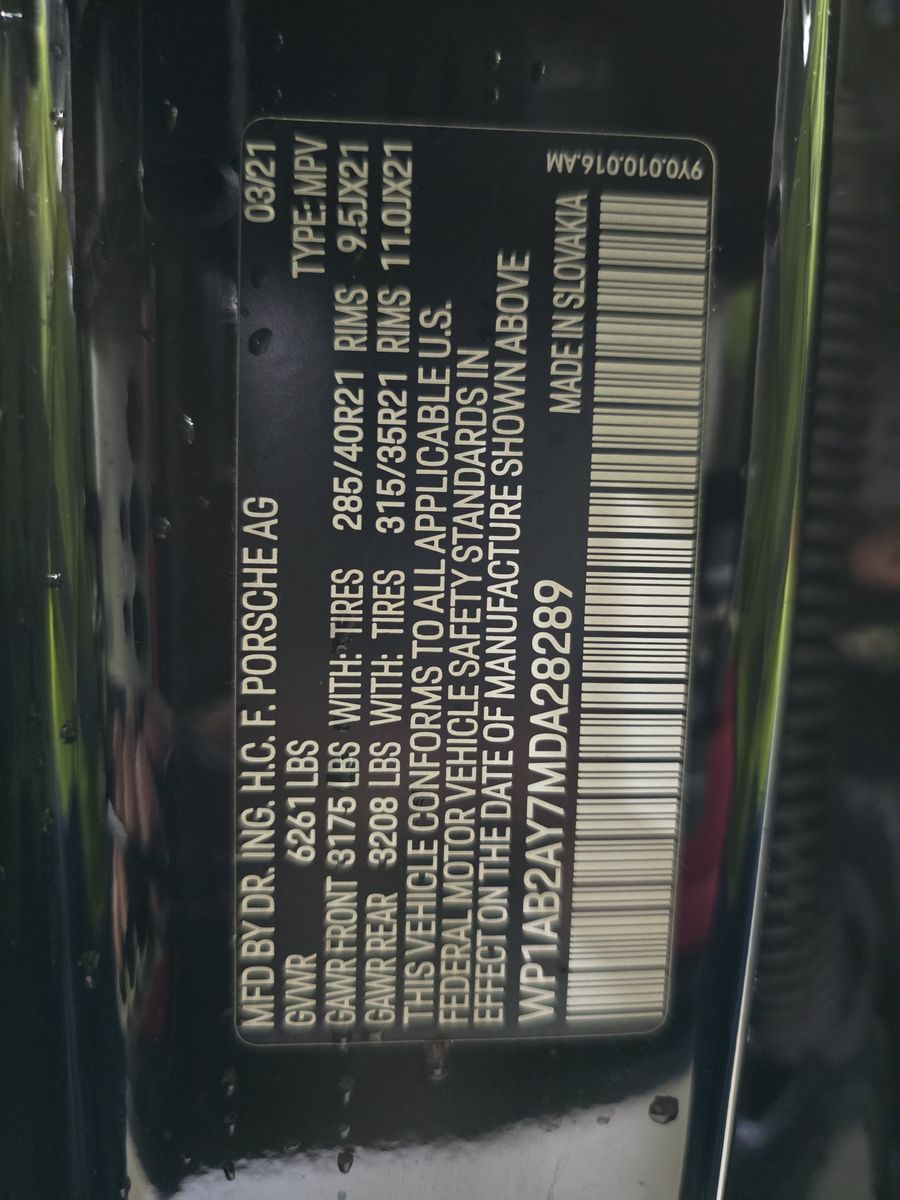 MFD BY DR. ING. H.C. F. PORSCHE AG 03/21
GVWR 6261 LBS TYPE: MPV
GAWR FRONT 3175 LBS WITH: TIRES 285/40R21 RIMS 9.5JX21
GAWR REAR 3208 LBS WITH: TIRES 315/35R21 RIMS 11.0JX21
THIS VEHICLE CONFORMS TO ALL APPLICABLE U.S.
FEDERAL MOTOR VEHICLE SAFETY STANDARDS IN
EFFECT ON THE DATE OF MANUFACTURE SHOWN ABOVE
WP1AB2AY7MDA28289 MADE IN SLOVAKIA
9Y0.010.016.AM